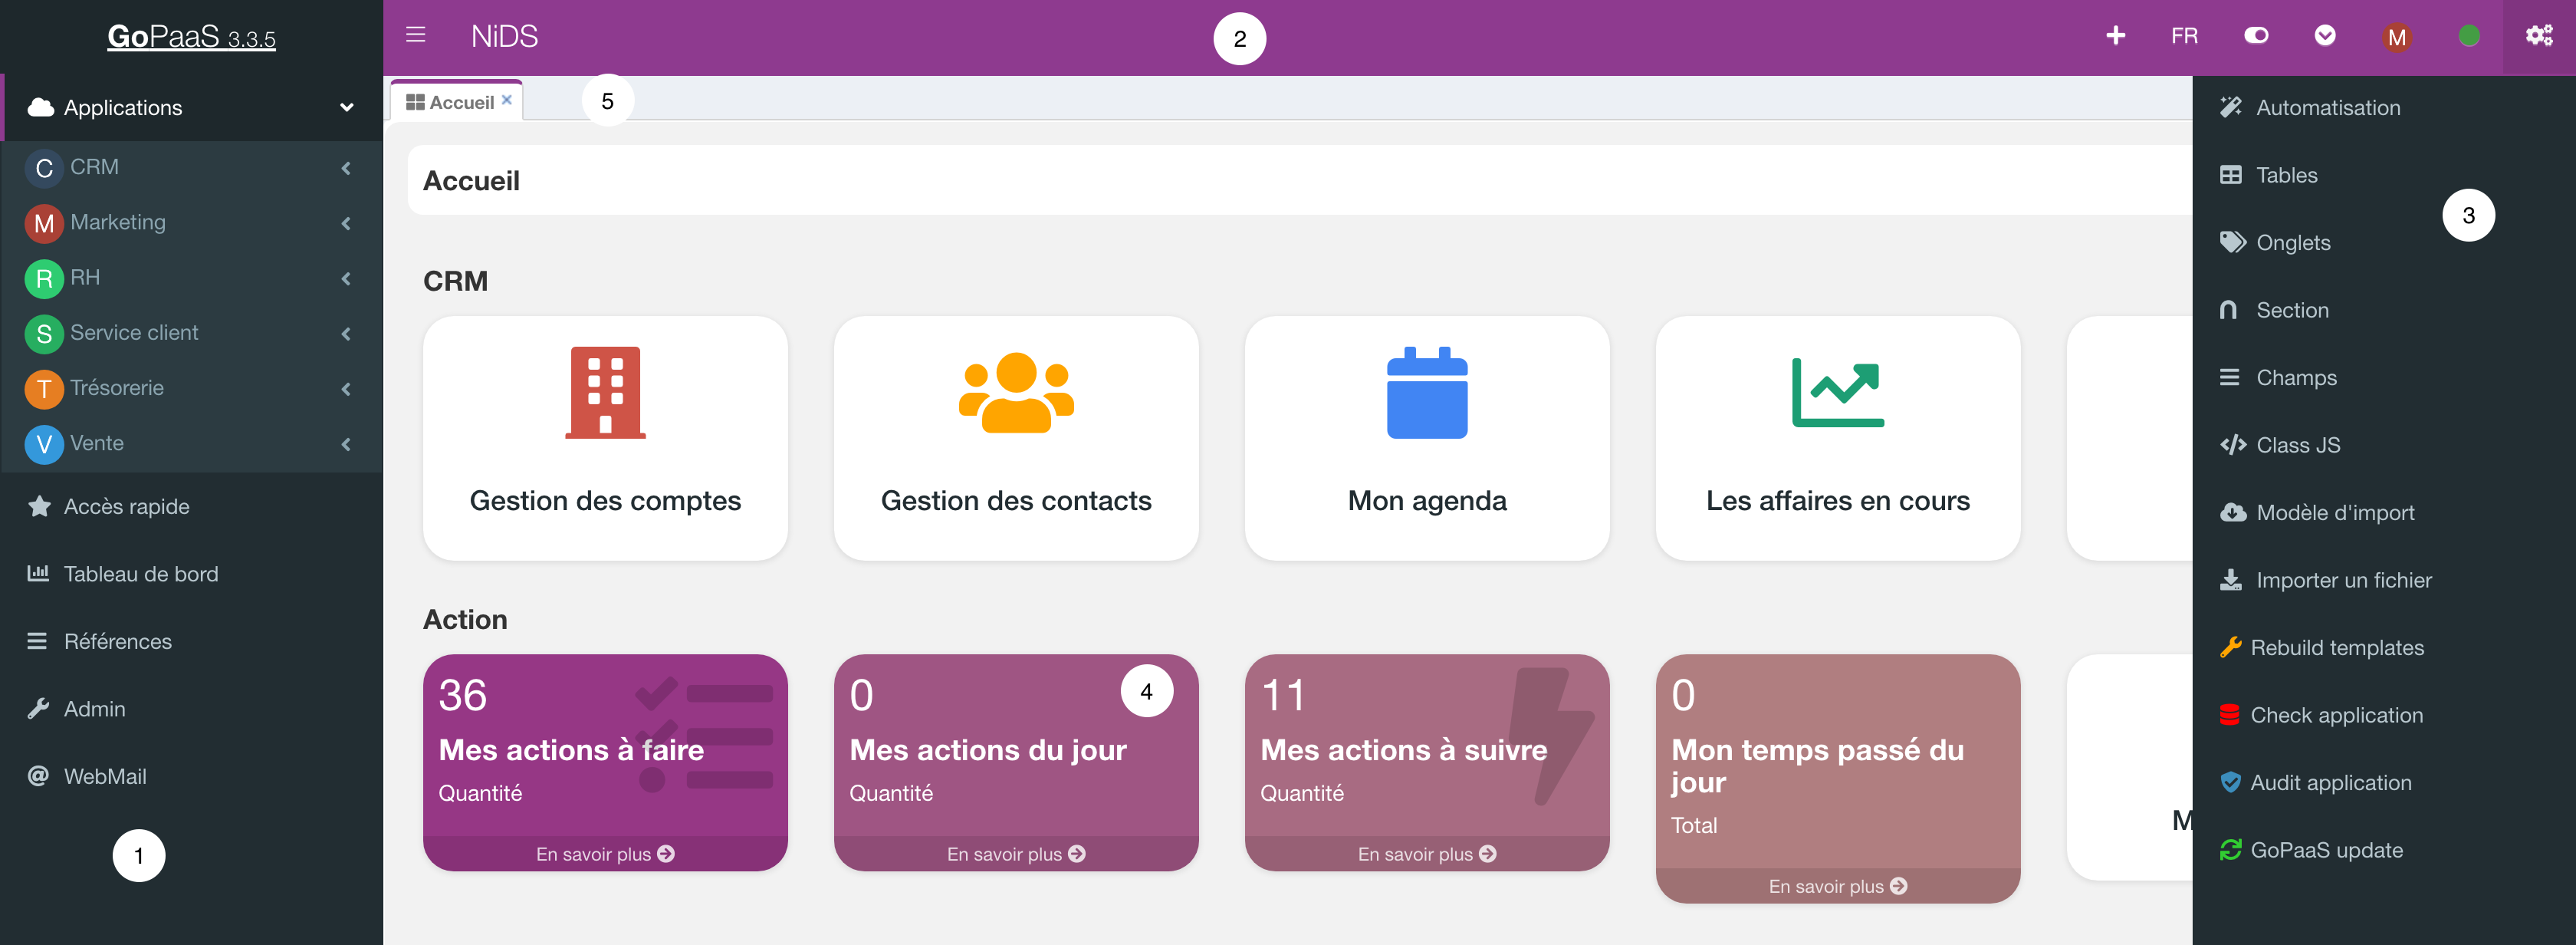 GoPaaS 3.3.5
Applications
C CRM
M Marketing
R RH
S Service client
T Trésorerie
V Vente
Accès rapide
Tableau de bord
Références
Admin
@ WebMail
1
NiDS
2
FR
M
Accueil ×
5
Accueil
CRM
Gestion des comptes
Gestion des contacts
Mon agenda
Les affaires en cours
Action
36
Mes actions à faire
Quantité
En savoir plus
0
4
Mes actions du jour
Quantité
En savoir plus
11
Mes actions à suivre
Quantité
En savoir plus
0
Mon temps passé du
jour
Total
En savoir plus
M
Automatisation
Tables
3
Onglets
Section
Champs
Class JS
Modèle d'import
Importer un fichier
Rebuild templates
Check application
Audit application
GoPaaS update